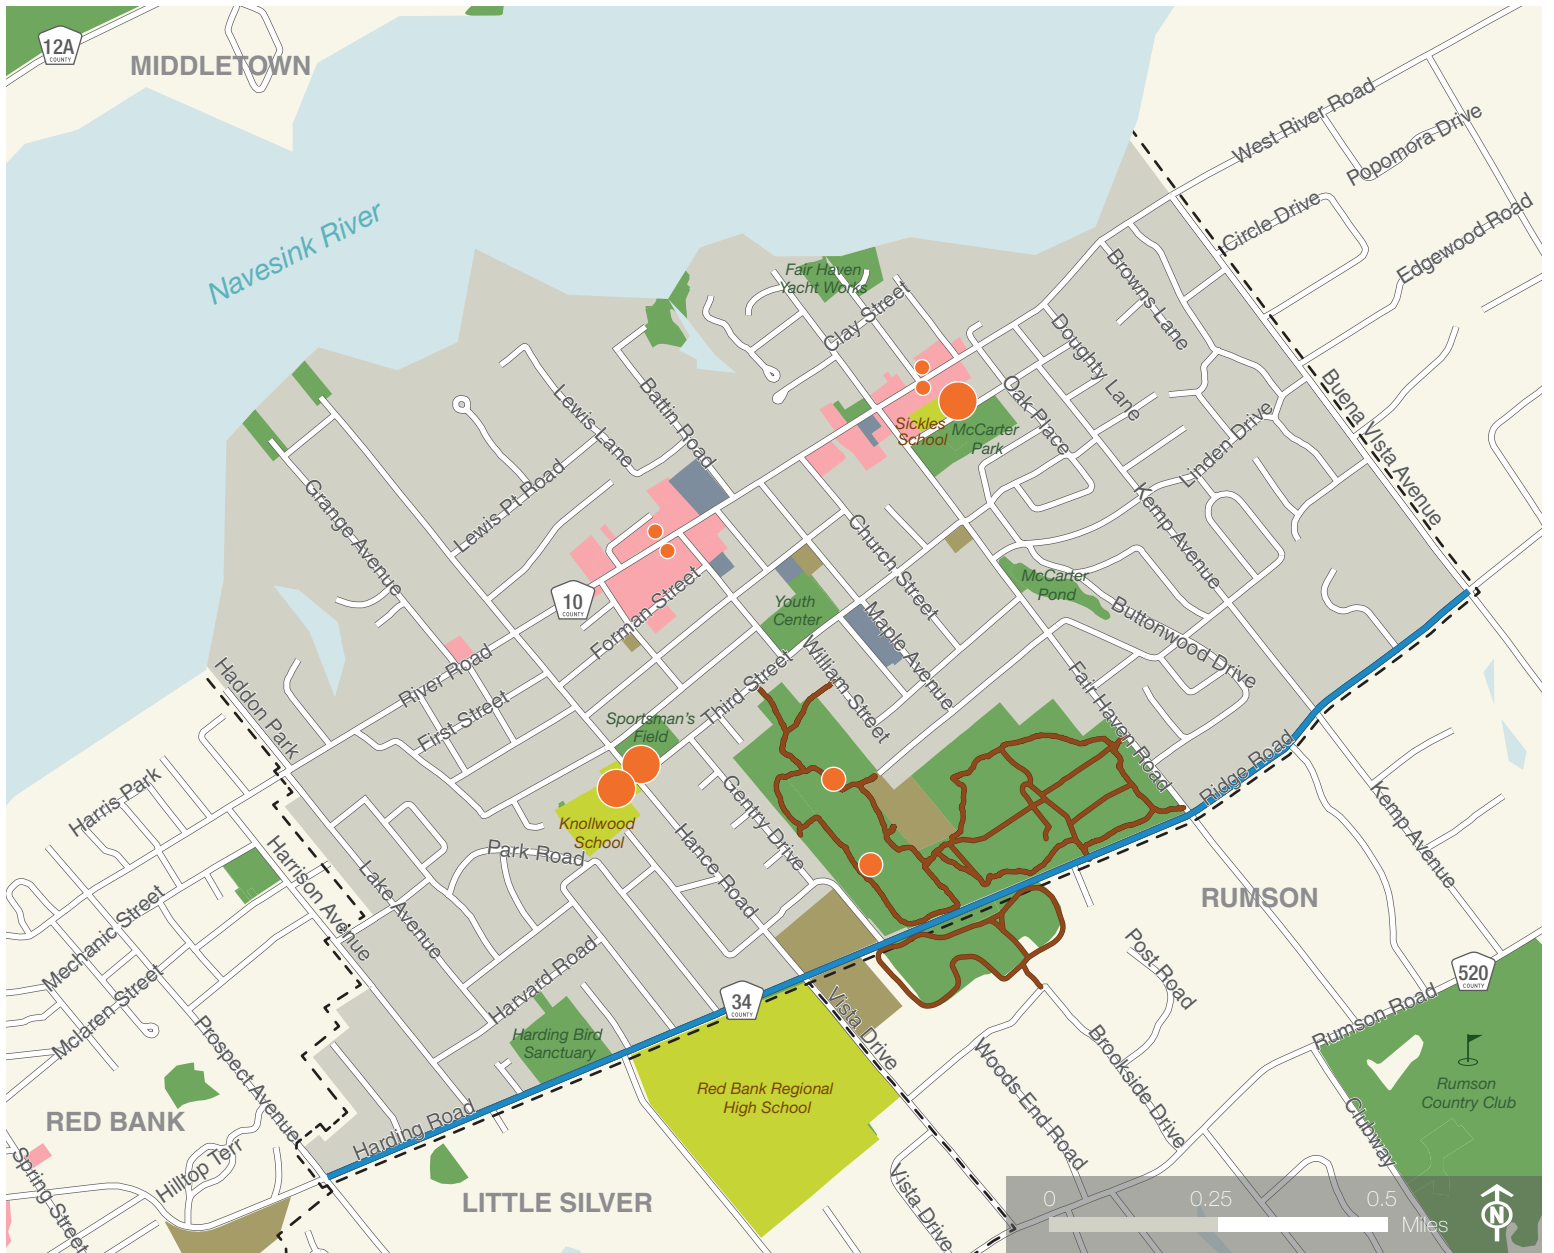 12A
COUNTY
MIDDLETOWN
Navesink River
West River Road
Popomora Drive
Circle Drive
Edgewood Road
Browns Lane
Fair Haven
Yacht Works
Clay Street
Doughty Lane
Oak Place
Battin Road
Lewis Lane
Lewis Pt Road
Grange Avenue
Sickles
School
McCarter
Park
Linden Drive
Buena VIsta Avenue
Kemp Avenue
Church Street
McCarter
Pond
Buttonwood Drive
10
COUNTY
Forman Street
Youth
Center
Maple Avenue
William Street
Third Street
Fair Haven Road
River Road
First Street
Haddon Park
Sportsman's
Field
Knollwood
School
Gentry Drive
Hance Road
Park Road
Ridge Road
Kemp Avenue
RUMSON
Harris Park
Harrison Avenue
Lake Avenue
Mechanic Street
Mclaren Street
Prospect Avenue
Harvard Road
Harding Bird
Sanctuary
34
COUNTY
Vista Drive
Post Road
520
COUNTY
Rumson Road
Rumson
Country Club
Clubway
Brookside Drive
Woods End Road
Red Bank Regional
High School
RED BANK
Harding Road
Hilltop Terr
Spring Street
LITTLE SILVER
Vista Drive
0 0.25 0.5
Miles
N